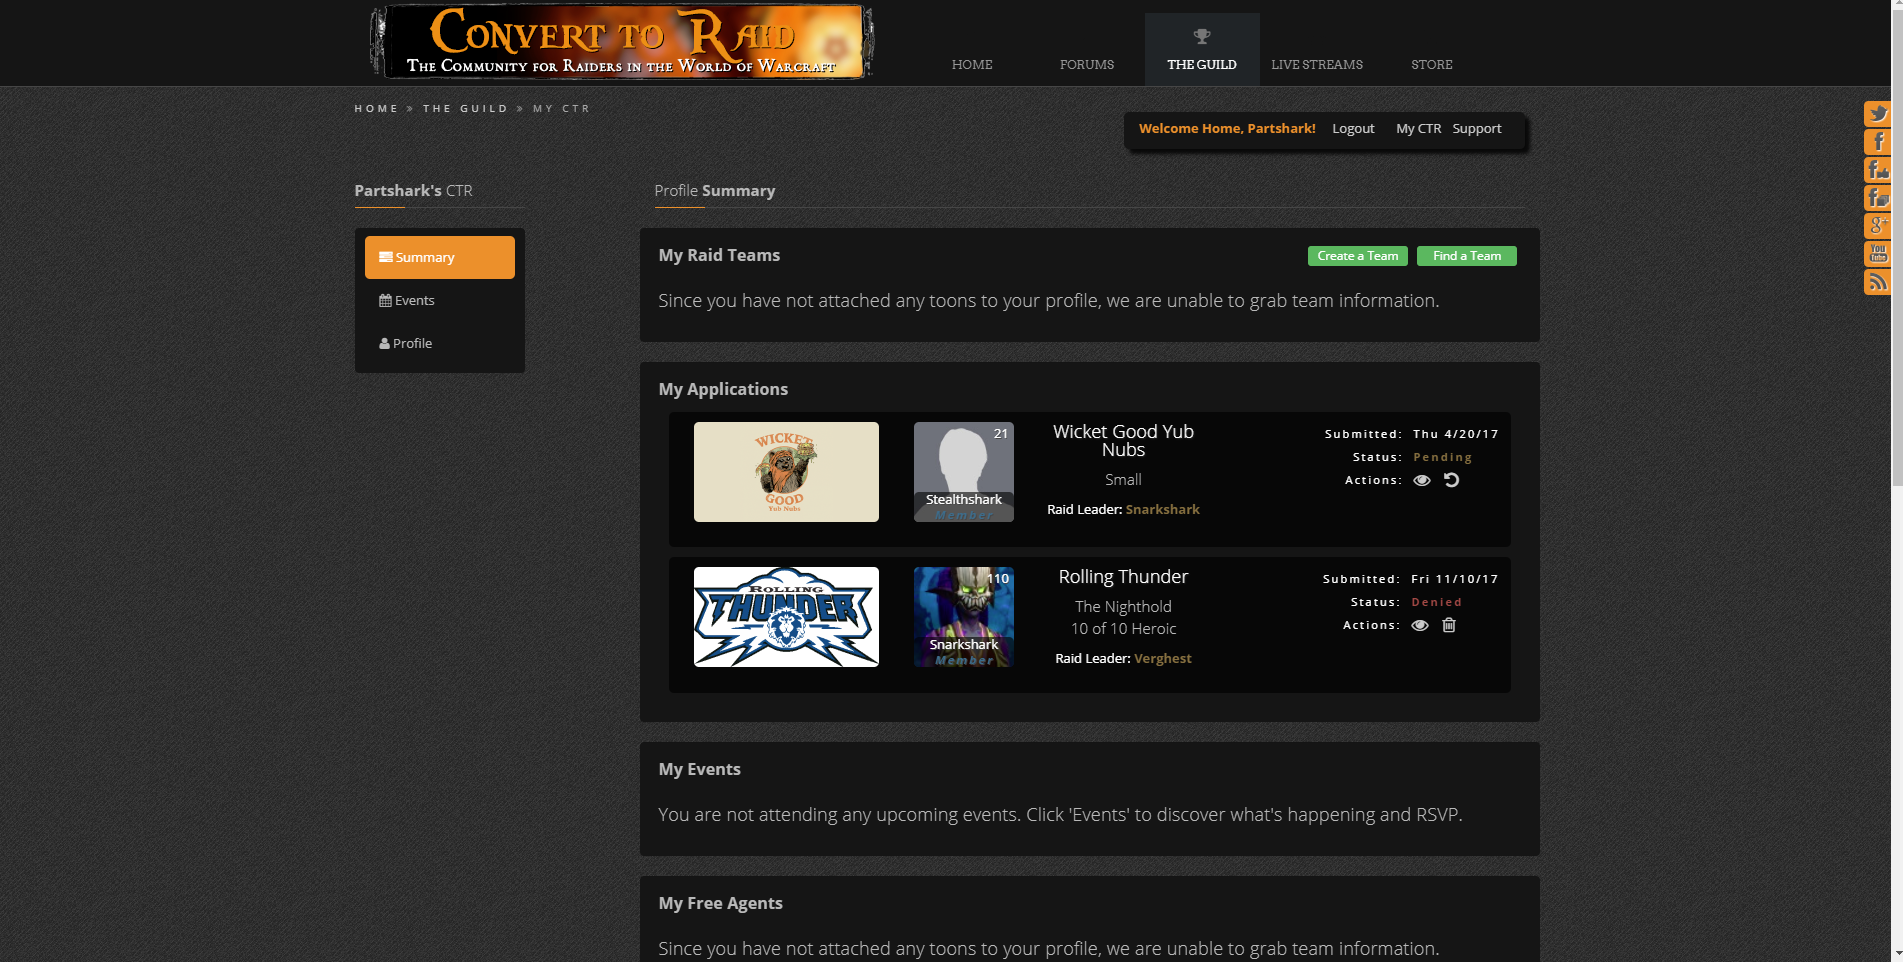 Convert to Raid
The Community for Raiders in the World of Warcraft
HOME
FORUMS
THE GUILD
LIVE STREAMS
STORE
HOME » THE GUILD » MY CTR
Welcome Home, Partshark! Logout My CTR Support
Partshark's CTR
Summary
Events
Profile
Profile Summary
My Raid Teams
Create a Team
Find a Team
Since you have not attached any toons to your profile, we are unable to grab team information.
My Applications
WICKET
GOOD
Yub Nubs
21
Stealthshark
Member
Wicket Good Yub
Nubs
Small
Raid Leader: Snarkshark
Submitted: Thu 4/20/17
Status: Pending
Actions:
ROLLING
THUNDER
110
Snarkshark
Member
Rolling Thunder
The Nighthold
10 of 10 Heroic
Raid Leader: Verghest
Submitted: Fri 11/10/17
Status: Denied
Actions:
My Events
You are not attending any upcoming events. Click 'Events' to discover what's happening and RSVP.
My Free Agents
Since you have not attached any toons to your profile, we are unable to grab team information.
f
f
f
g+
You
Tube